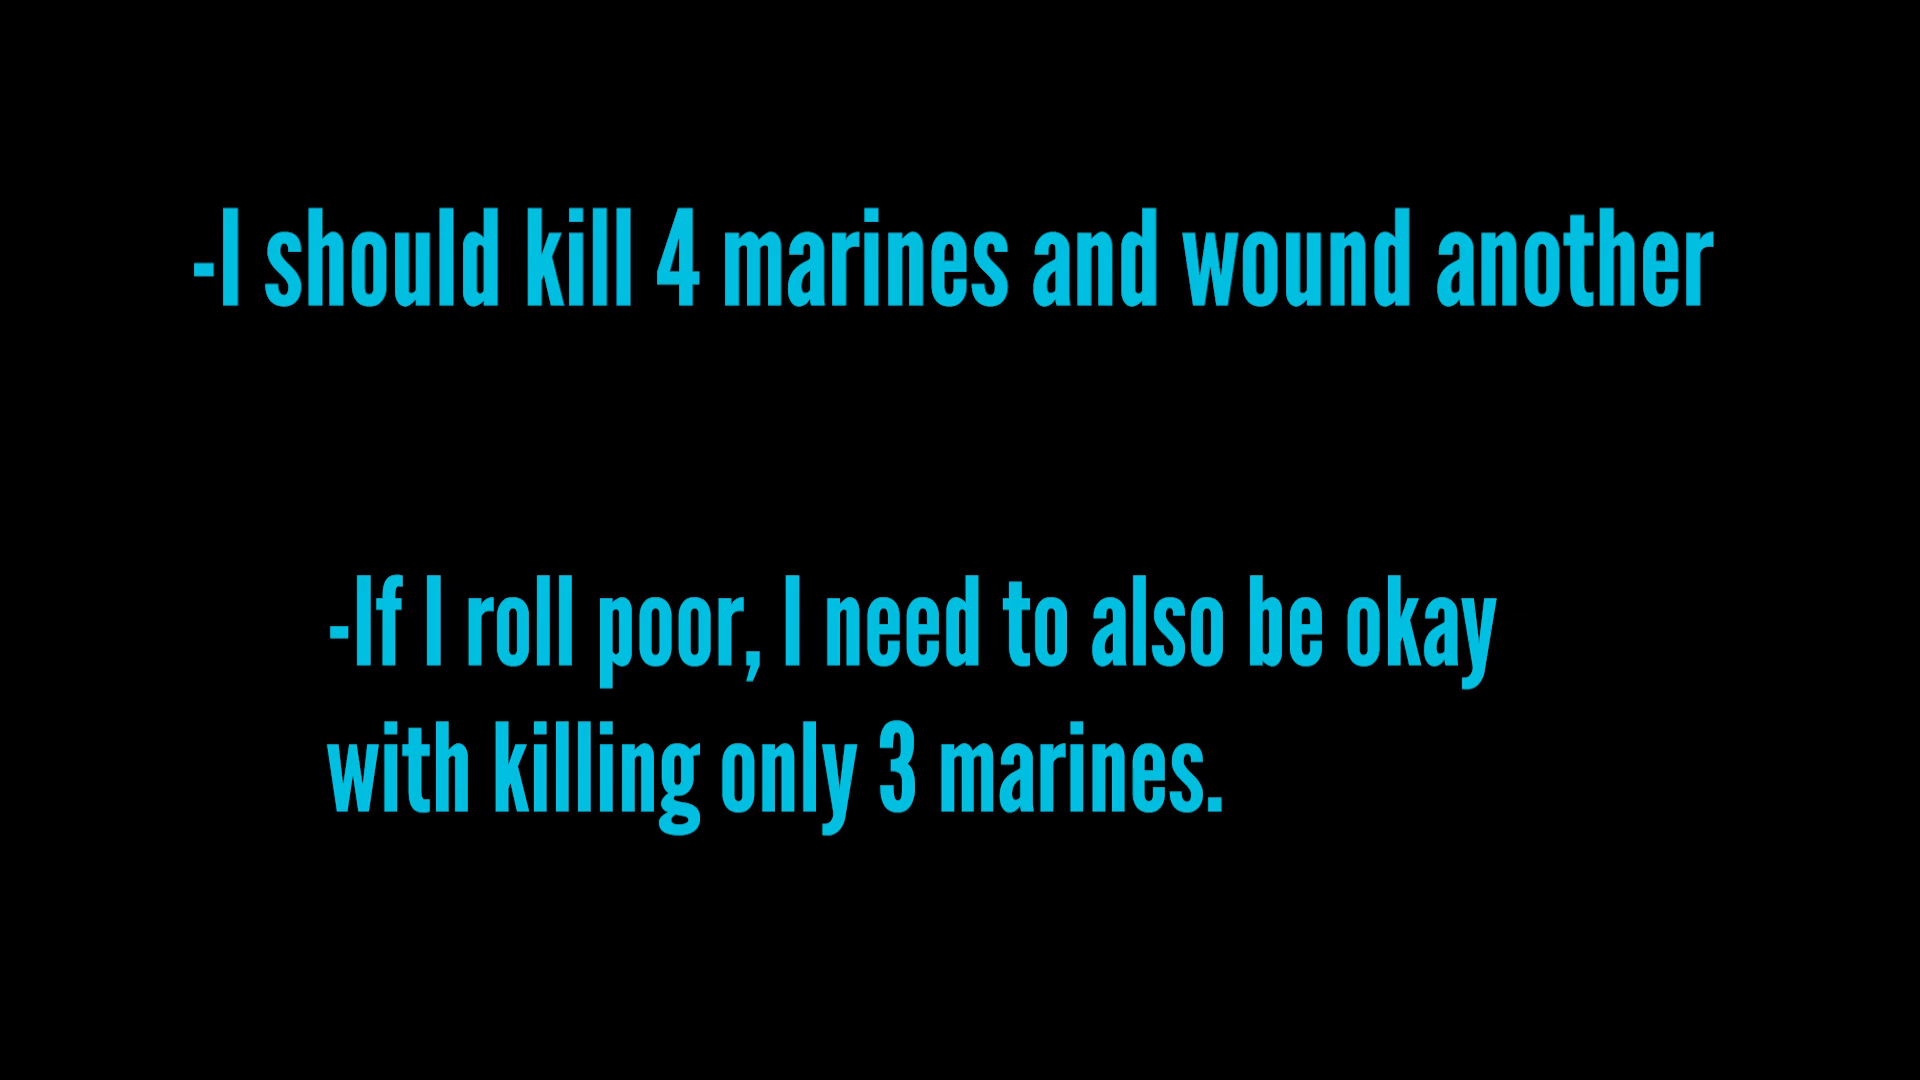 -I should kill 4 marines and wound another
-If I roll poor, I need to also be okay
with killing only 3 marines.